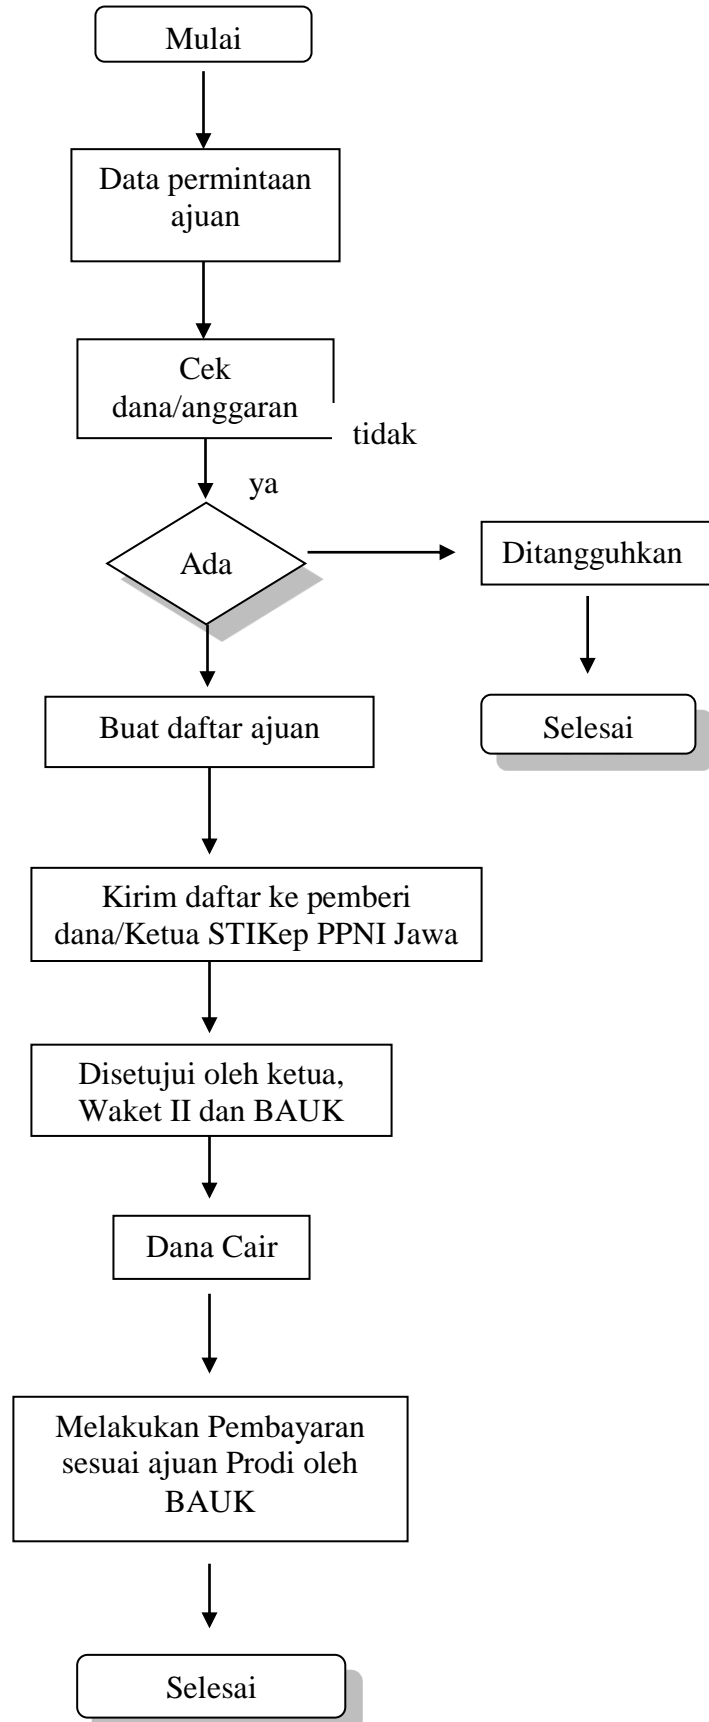 Mulai
Data permintaan
ajuan
Cek
dana/anggaran
tidak
ya
Ada
Ditangguhkan
Buat daftar ajuan
Selesai
Kirim daftar ke pemberi
dana/Ketua STIKep PPNI Jawa
Disetujui oleh ketua,
Waket II dan BAUK
Dana Cair
Melakukan Pembayaran
sesuai ajuan Prodi oleh
BAUK
Selesai